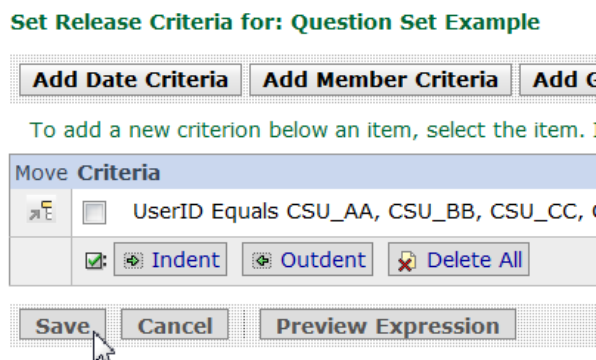 Set Release Criteria for: Question Set Example
Add Date Criteria Add Member Criteria Add
To add a new criterion below an item, select the item.
Move Criteria
UserID Equals CSU_AA, CSU_BB, CSU_CC,
Indent Outdent Delete All
Save Cancel Preview Expression